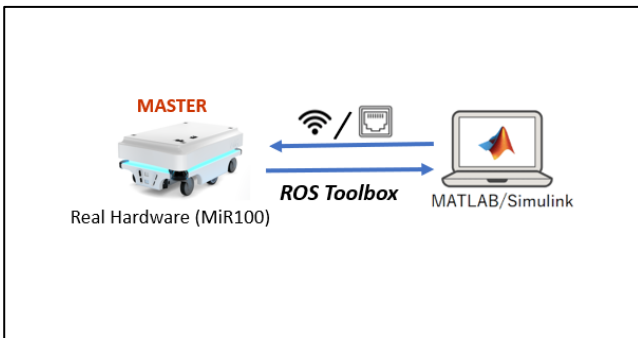 MASTER
/
ROS Toolbox
Real Hardware (MiR100)
MATLAB/Simulink